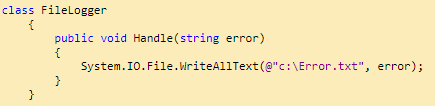 class FileLogger
{
public void Handle(string error)
{
System.IO.File.WriteAllText(@"c:\Error.txt", error);
}
}